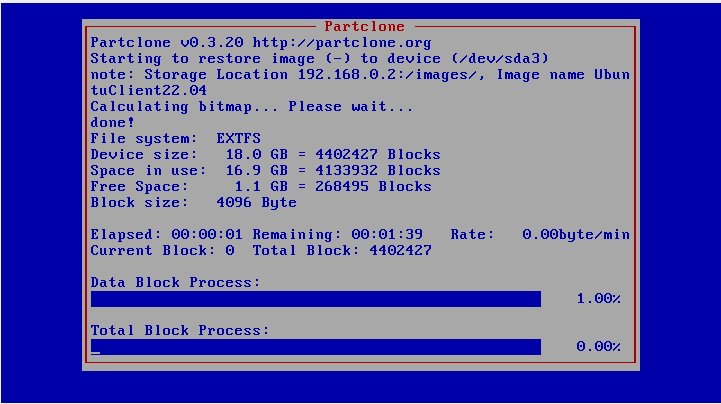 Partclone
Partclone v0.3.20 http://partclone.org
Starting to restore image (-) to device (/dev/sda3)
note: Storage Location 192.168.0.2:/images/, Image name Ubun
tuClient22.04
Calculating bitmap... Please wait...
done!
File system:  EXTFS
Device size:   18.0 GB = 4402427 Blocks
Space in use:  16.9 GB = 4133932 Blocks
Free Space:     1.1 GB = 268495 Blocks
Block size:   4096 Byte
Elapsed: 00:00:01 Remaining: 00:01:39   Rate:   0.00byte/min
Current Block: 0  Total Block: 4402427
Data Block Process:
1.00%
Total Block Process:
0.00%